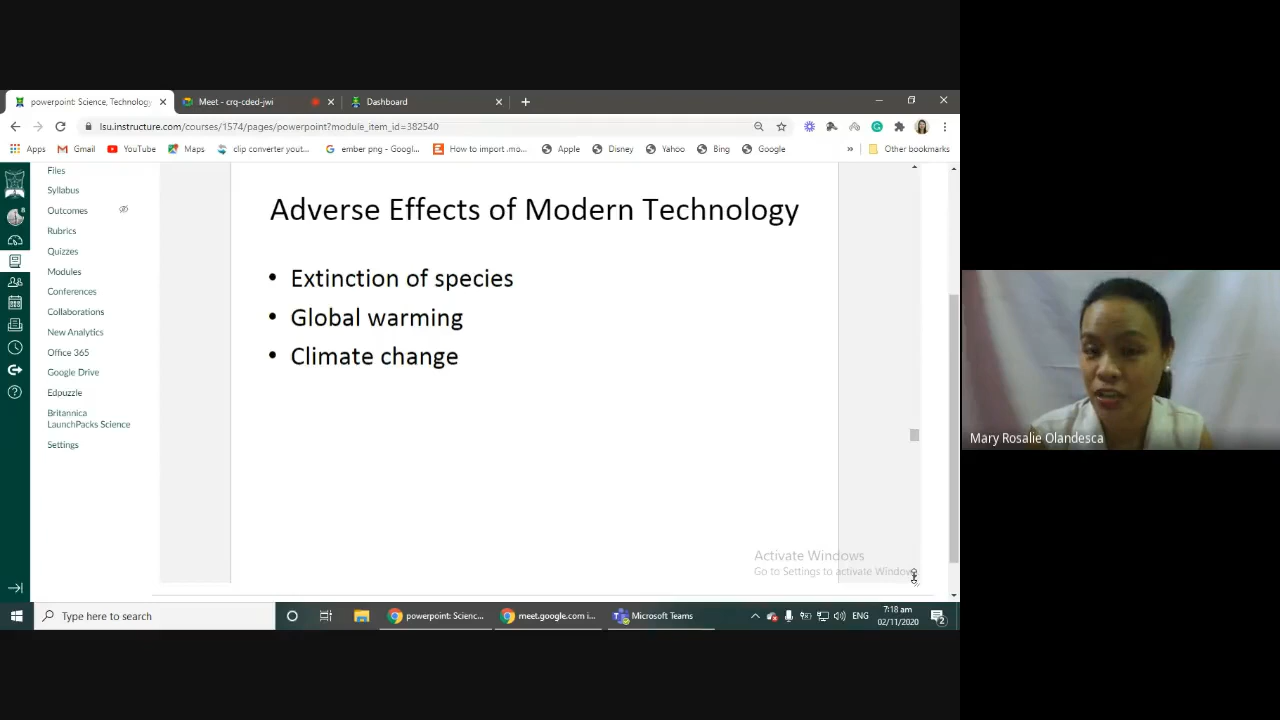 powerpoint: Science, Technology
Meet - crq-cded-jwi
Dashboard
lsu.instructure.com/courses/1574/pages/powerpoint?module_item_id=382540
Apps
Gmail
YouTube
Maps
clip converter yout...
ember png - Googl...
How to import .mo...
Apple
Disney
Yahoo
Bing
Google
»
Other bookmarks
Files
Syllabus
Outcomes
Rubrics
Quizzes
Modules
Conferences
Collaborations
New Analytics
Office 365
Google Drive
Edpuzzle
Britannica
LaunchPacks Science
Settings
Adverse Effects of Modern Technology
• Extinction of species
• Global warming
• Climate change
Activate Windows
Go to Settings to activate Windows
Mary Rosalie Olandesca
Type here to search
powerpoint: Scienc...
meet.google.com i...
Microsoft Teams
ENG
7:18 am
02/11/2020
2